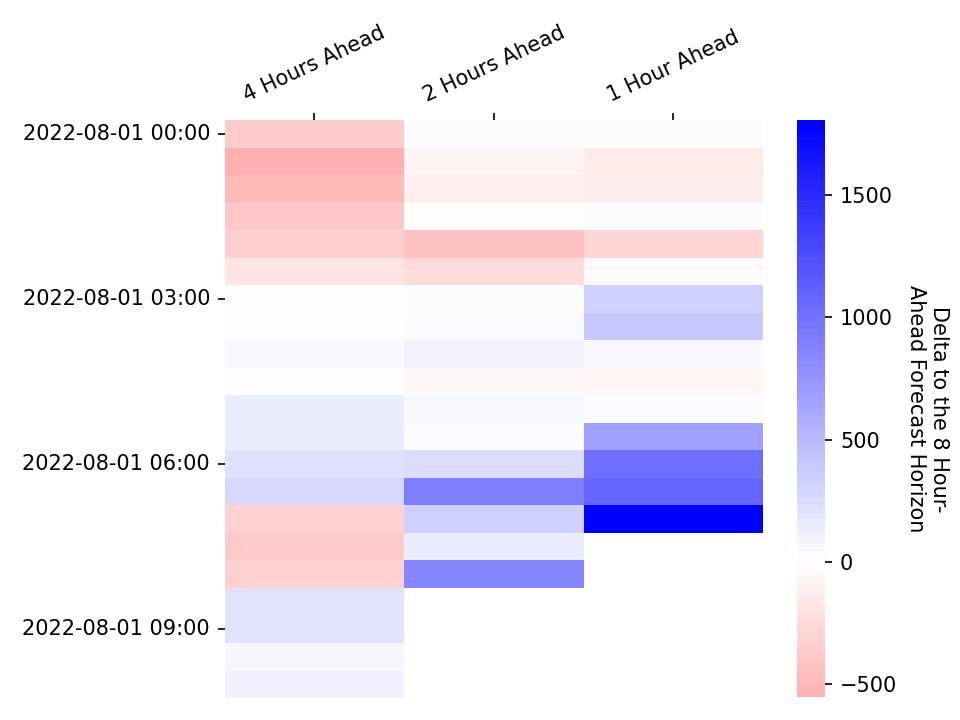 4 Hours Ahead
2 Hours Ahead
1 Hour Ahead
2022-08-01 00:00
2022-08-01 03:00
2022-08-01 06:00
2022-08-01 09:00
1500
1000
500
0
−500
Delta to the 8 Hour-
Ahead Forecast Horizon